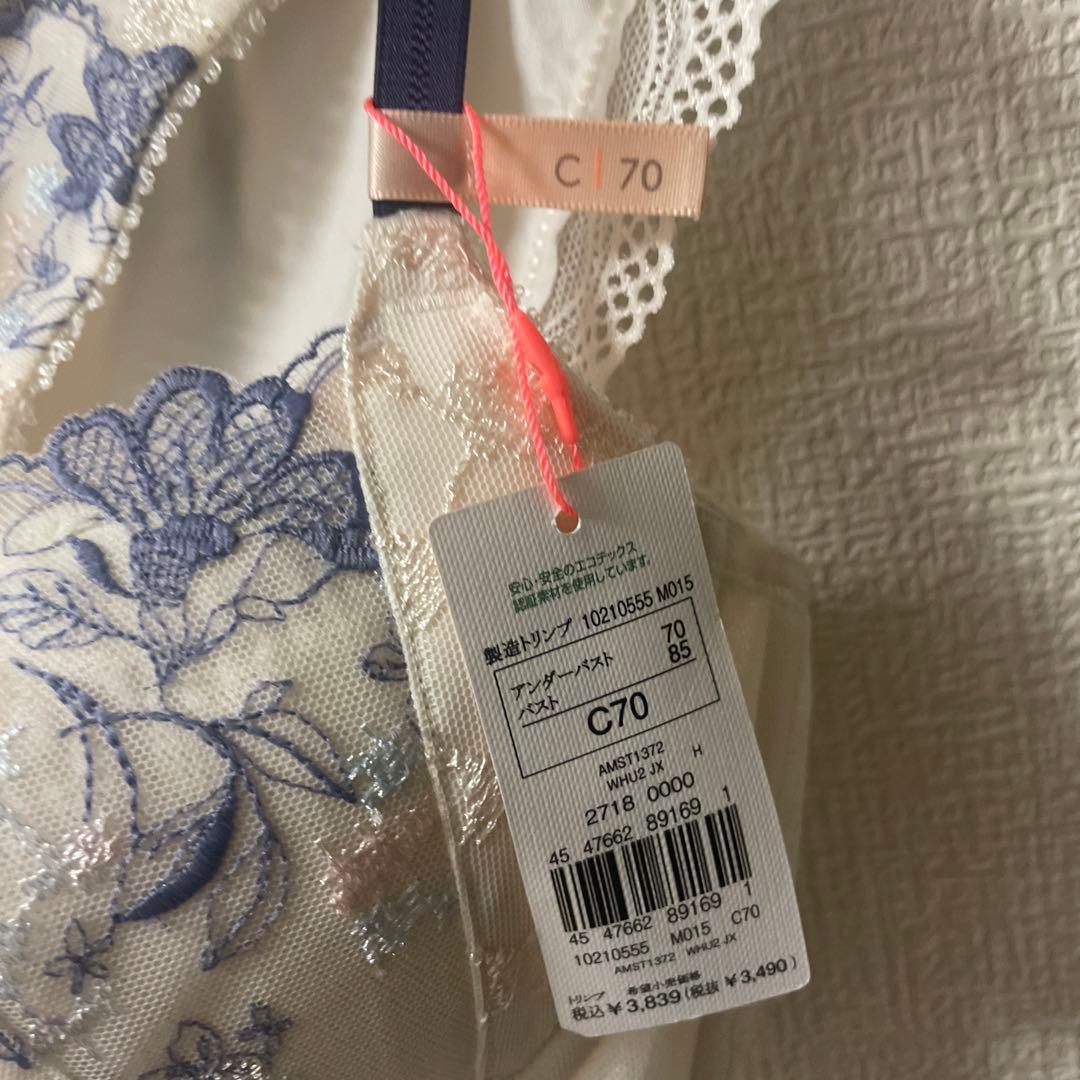 C | 70
安心・安全のエコテックス
認証素材を使用しています。
製造トリンプ 10210555 M015
アンダーバスト 70
バスト 85
C70
AMST1372 H
WHU2 JX
2718 0000
45 47662 89169 1
45 47662 89169 1
10210555 M015 C70
AMST1372 WHU2 JX
トリンプ 希望小売価格
税込￥3,839(税抜￥3,490)